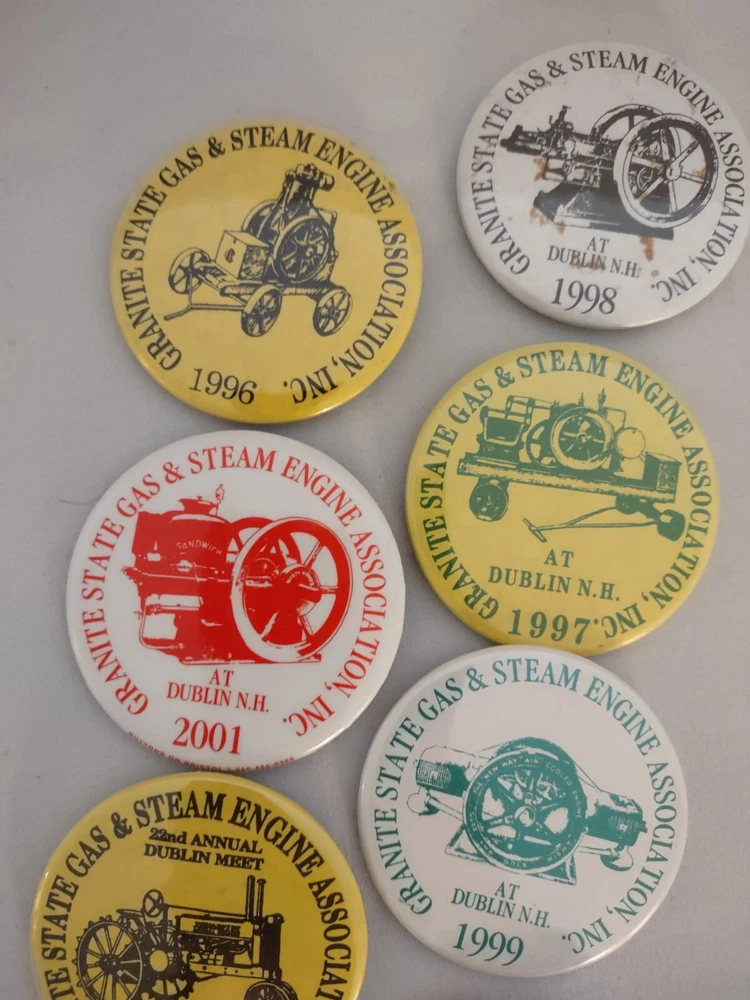 GRANITE STATE GAS & STEAM ENGINE ASSOCIATION, INC.
1996
GRANITE STATE GAS & STEAM ENGINE ASSOCIATION, INC.
AT
DUBLIN N.H.
1998
GRANITE STATE GAS & STEAM ENGINE ASSOCIATION, INC.
AT
DUBLIN N.H.
1997
GRANITE STATE GAS & STEAM ENGINE ASSOCIATION, INC.
SANDWICH
AT
DUBLIN N.H.
2001
GRANITE STATE GAS & STEAM ENGINE ASSOCIATION, INC.
AT
DUBLIN N.H.
1999
STATE GAS & STEAM ENGINE ASSOCIAT
22nd ANNUAL
DUBLIN MEET